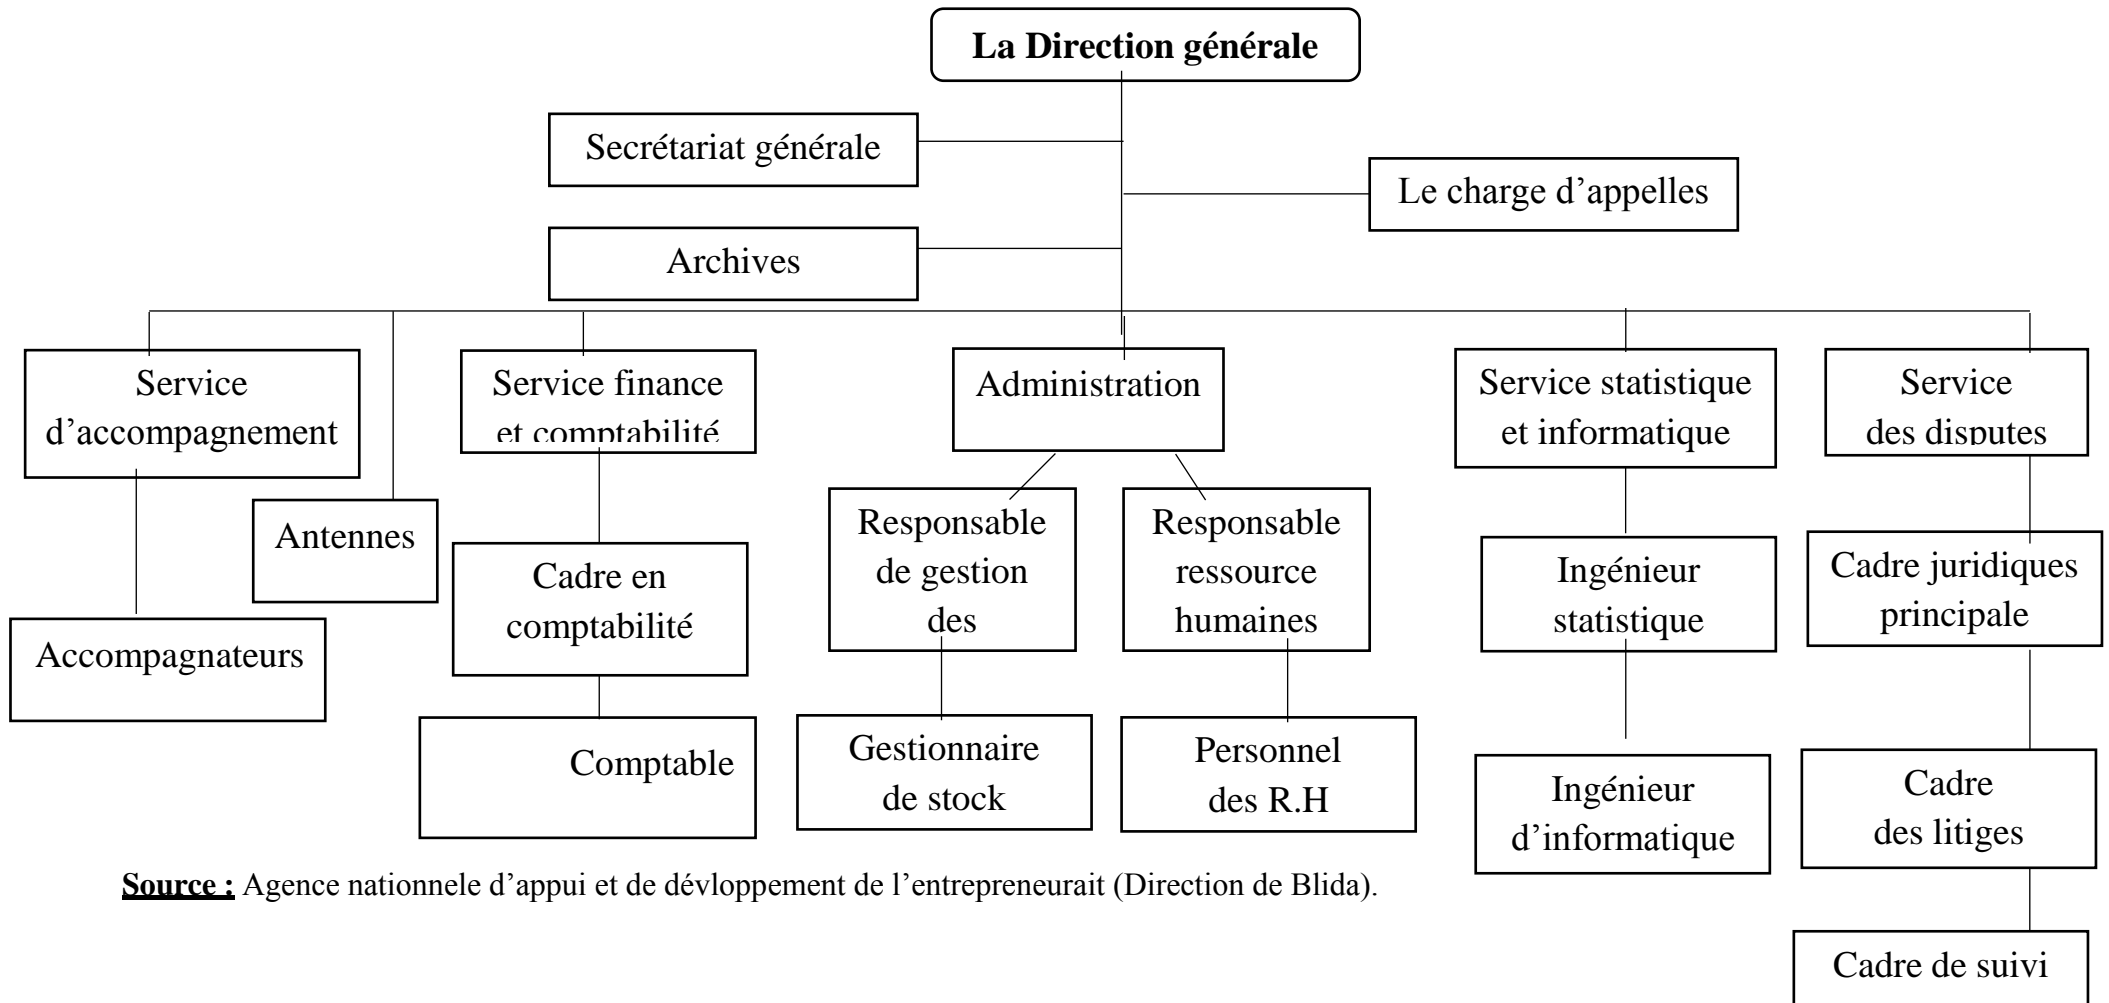 La Direction générale
Secrétariat générale
Le charge d’appelles
Archives
Service
d’accompagnement
Antennes
Accompagnateurs
Service finance
et comptabilité
Cadre en
comptabilité
Comptable
Administration
Responsable
de gestion
des
Gestionnaire
de stock
Responsable
ressource
humaines
Personnel
des R.H
Service statistique
et informatique
Ingénieur
statistique
Ingénieur
d’informatique
Service
des disputes
Cadre juridiques
principale
Cadre
des litiges
Cadre de suivi
Source : Agence nationnele d’appui et de dévloppement de l’entrepreneurait (Direction de Blida).